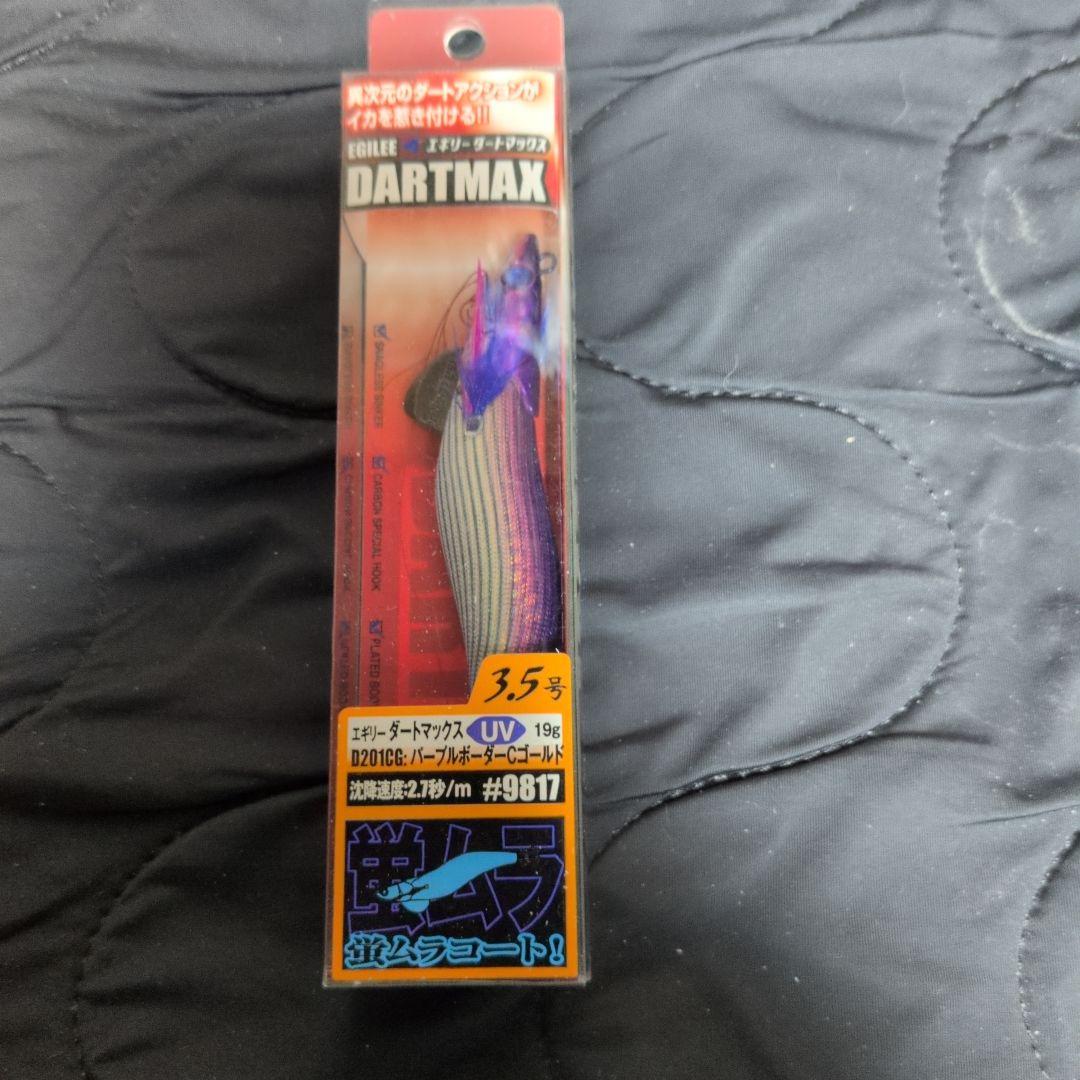 異次元のダートアクションが
イカを惹き付ける!!
EGILEE エギリーダートマックス
DARTMAX
SNAGLESS SINKER
CARBON SPECIAL HOOK
PLATED BODY
3.5号
エギリー ダートマックス UV 19g
D201CG: パープルボーダーCゴールド
沈降速度:2.7秒/m #9817
蛍ムラ
蛍ムラコート!